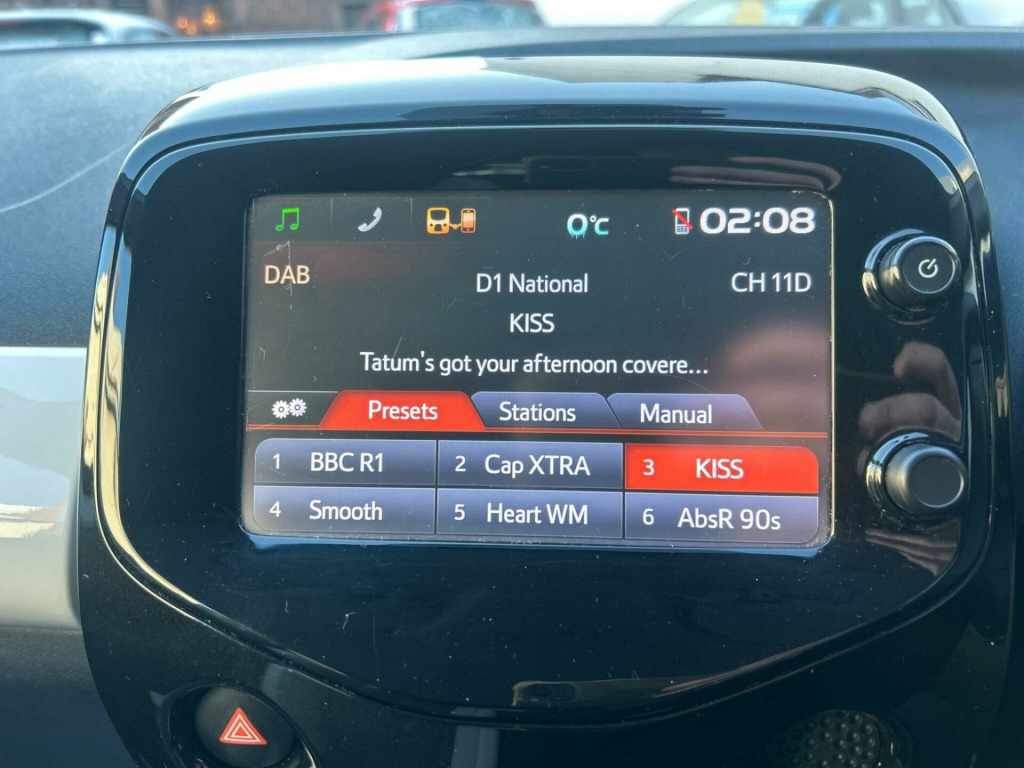 0°C 02:08
DAB D1 National CH 11D
KISS
Tatum's got your afternoon covere...
Presets Stations Manual
1 BBC R1 2 Cap XTRA 3 KISS
4 Smooth 5 Heart WM 6 AbsR 90s